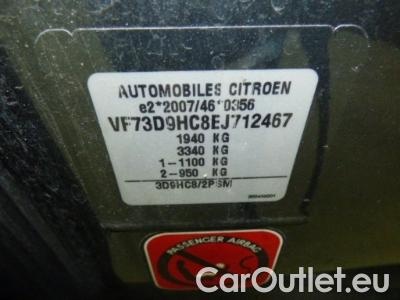 AUTOMOBILES CITROEN
e2*2007/46*0356
VF73D9HC8EJ712467
1940 KG
3340 KG
1-1100 KG
2-950 KG
3D9HC8/2PSM
PASSENGER AIRBAG
CarOutlet.eu